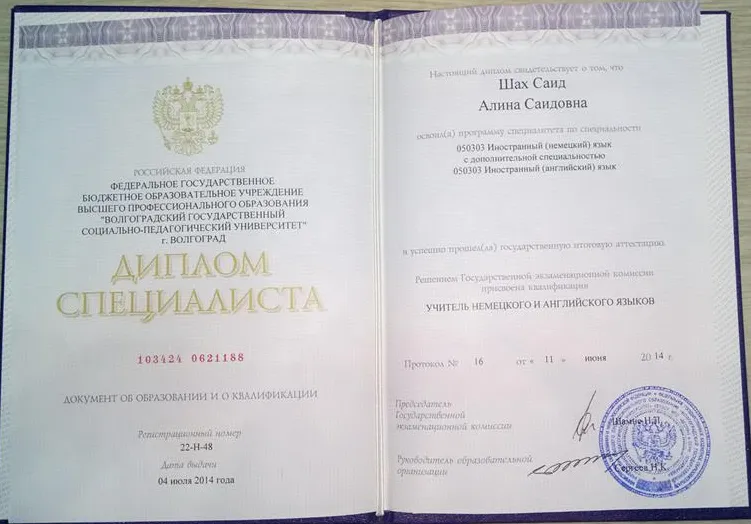 РОССИЙСКАЯ ФЕДЕРАЦИЯ
ФЕДЕРАЛЬНОЕ ГОСУДАРСТВЕННОЕ
БЮДЖЕТНОЕ ОБРАЗОВАТЕЛЬНОЕ УЧРЕЖДЕНИЕ
ВЫСШЕГО ПРОФЕССИОНАЛЬНОГО ОБРАЗОВАНИЯ
"ВОЛГОГРАДСКИЙ ГОСУДАРСТВЕННЫЙ
СОЦИАЛЬНО-ПЕДАГОГИЧЕСКИЙ УНИВЕРСИТЕТ"
г. ВОЛГОГРАД
ДИПЛОМ
СПЕЦИАЛИСТА
103424 0621188
ДОКУМЕНТ ОБ ОБРАЗОВАНИИ И О КВАЛИФИКАЦИИ
Регистрационный номер
22-Н-48
Дата выдачи
04 июля 2014 года
Настоящий диплом свидетельствует о том, что
Шах Саид
Алина Саидовна
освоил(а) программу специалитета по специальности
050303 Иностранный (немецкий) язык
с дополнительной специальностью
050303 Иностранный (английский) язык
и успешно прошел(ла) государственную итоговую аттестацию
Решением Государственной экзаменационной комиссии
присвоена квалификация
УЧИТЕЛЬ НЕМЕЦКОГО И АНГЛИЙСКОГО ЯЗЫКОВ
Протокол № 16 от « 11 » июня 2014 г.
Председатель
Государственной
экзаменационной комиссии
Руководитель образовательной
организации
Сергеев Н.К.